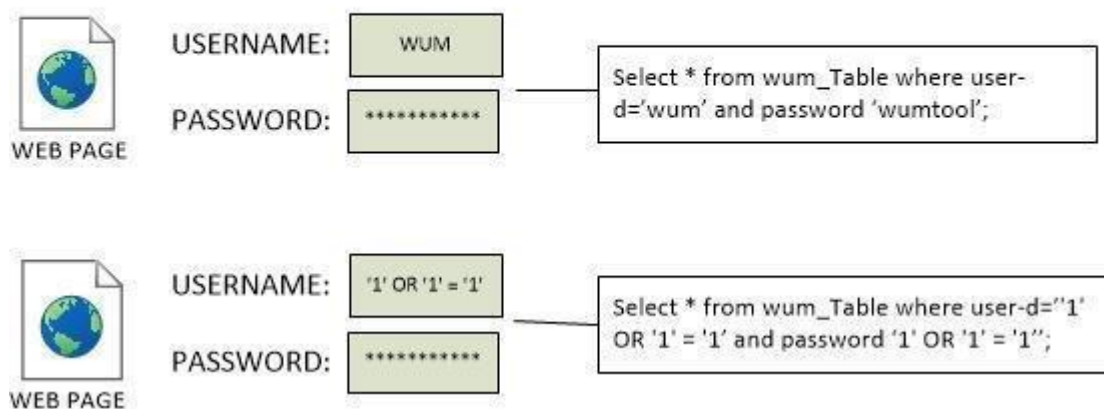 USERNAME:
WUM
PASSWORD:
***********
WEB PAGE
Select * from wum_Table where user-
d=‘wum’ and password ‘wumtool’;
USERNAME:
'1' OR '1' = '1'
PASSWORD:
***********
WEB PAGE
Select * from wum_Table where user-d=‘'1'
OR '1' = '1’ and password ‘1' OR '1' = '1'’;